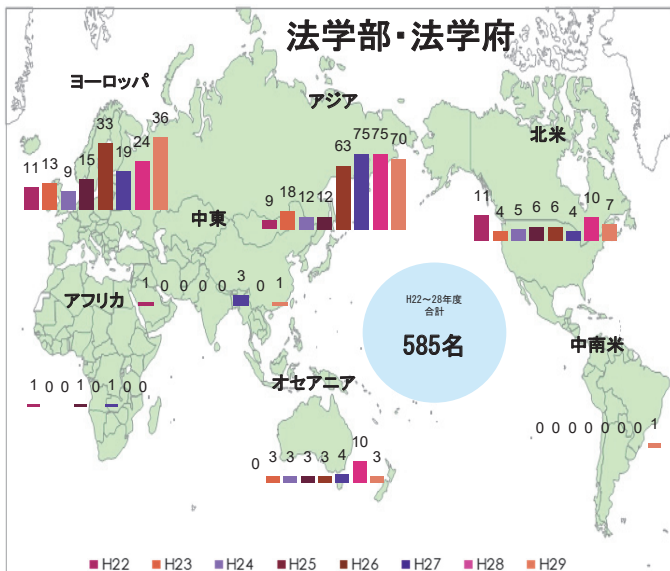 法学部・法学府
ヨーロッパ
11 13 9 15 33 19 24 36
アジア
9 18 12 12 63 75 75 70
北米
11 4 5 6 6 4 10 7
中東
1 0 0 0 0 3 0 1
アフリカ
1 0 0 1 0 1 0 0
H22～28年度
合計
585名
オセアニア
0 3 3 3 3 4 10 3
中南米
0 0 0 0 0 0 0 1
H22 H23 H24 H25 H26 H27 H28 H29